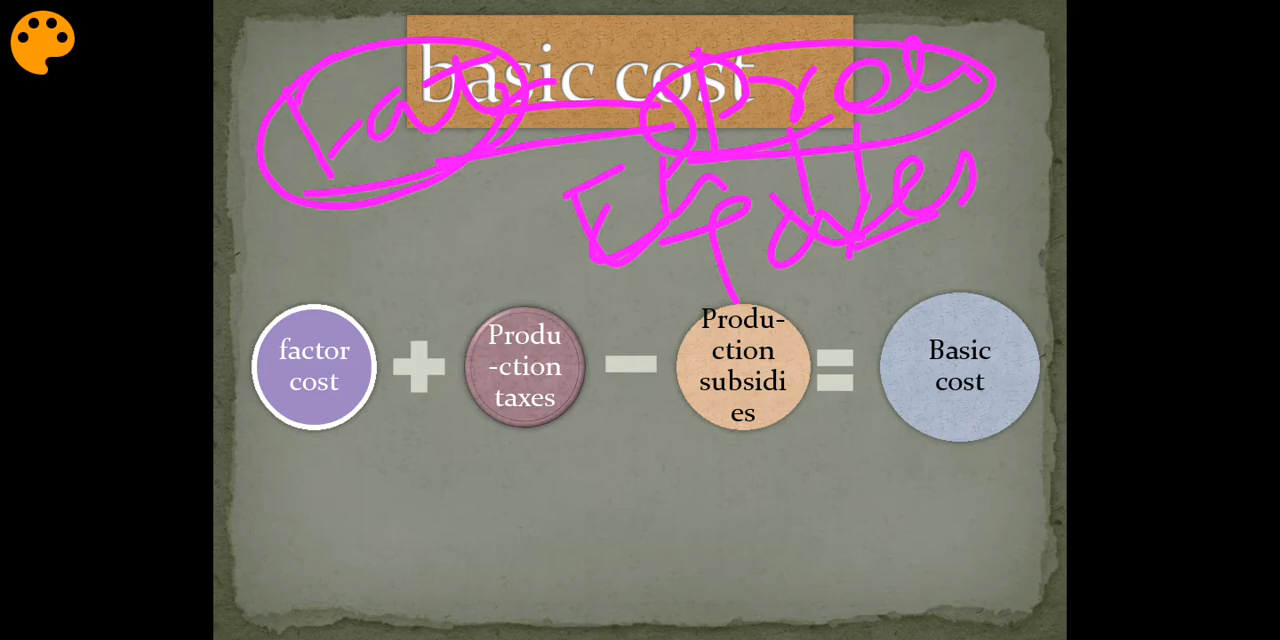 basic cost
factor
cost
Produ
-ction
taxes
Produ-
ction
subsidi
es
Basic
cost